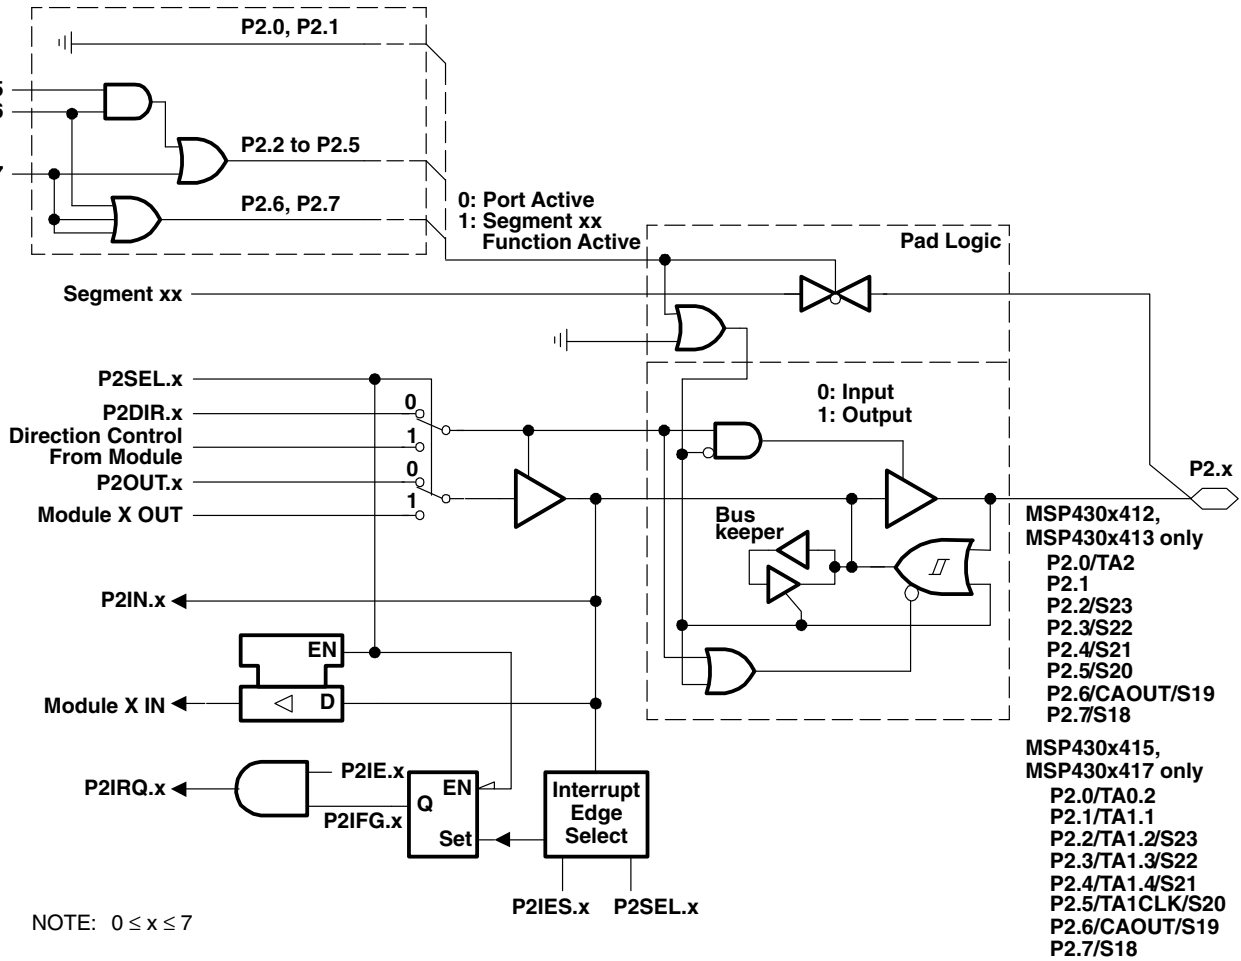 P2.0, P2.1
P2.2 to P2.5
P2.6, P2.7
0: Port Active
1: Segment xx
Function Active
Pad Logic
Segment xx
P2SEL.x
P2DIR.x
0
Direction Control
From Module
1
P2OUT.x
0
Module X OUT
1
0: Input
1: Output
P2.x
Bus
keeper
MSP430x412,
MSP430x413 only
P2.0/TA2
P2.1
P2.2/S23
P2.3/S22
P2.4/S21
P2.5/S20
P2.6/CAOUT/S19
P2.7/S18
P2IN.x
EN
Module X IN
D
MSP430x415,
MSP430x417 only
P2.0/TA0.2
P2.1/TA1.1
P2.2/TA1.2/S23
P2.3/TA1.3/S22
P2.4/TA1.4/S21
P2.5/TA1CLK/S20
P2.6/CAOUT/S19
P2.7/S18
P2IRQ.x
P2IE.x
P2IFG.x
EN
Q
Set
Interrupt
Edge
Select
P2IES.x
P2SEL.x
NOTE: 0 ≤ x ≤ 7